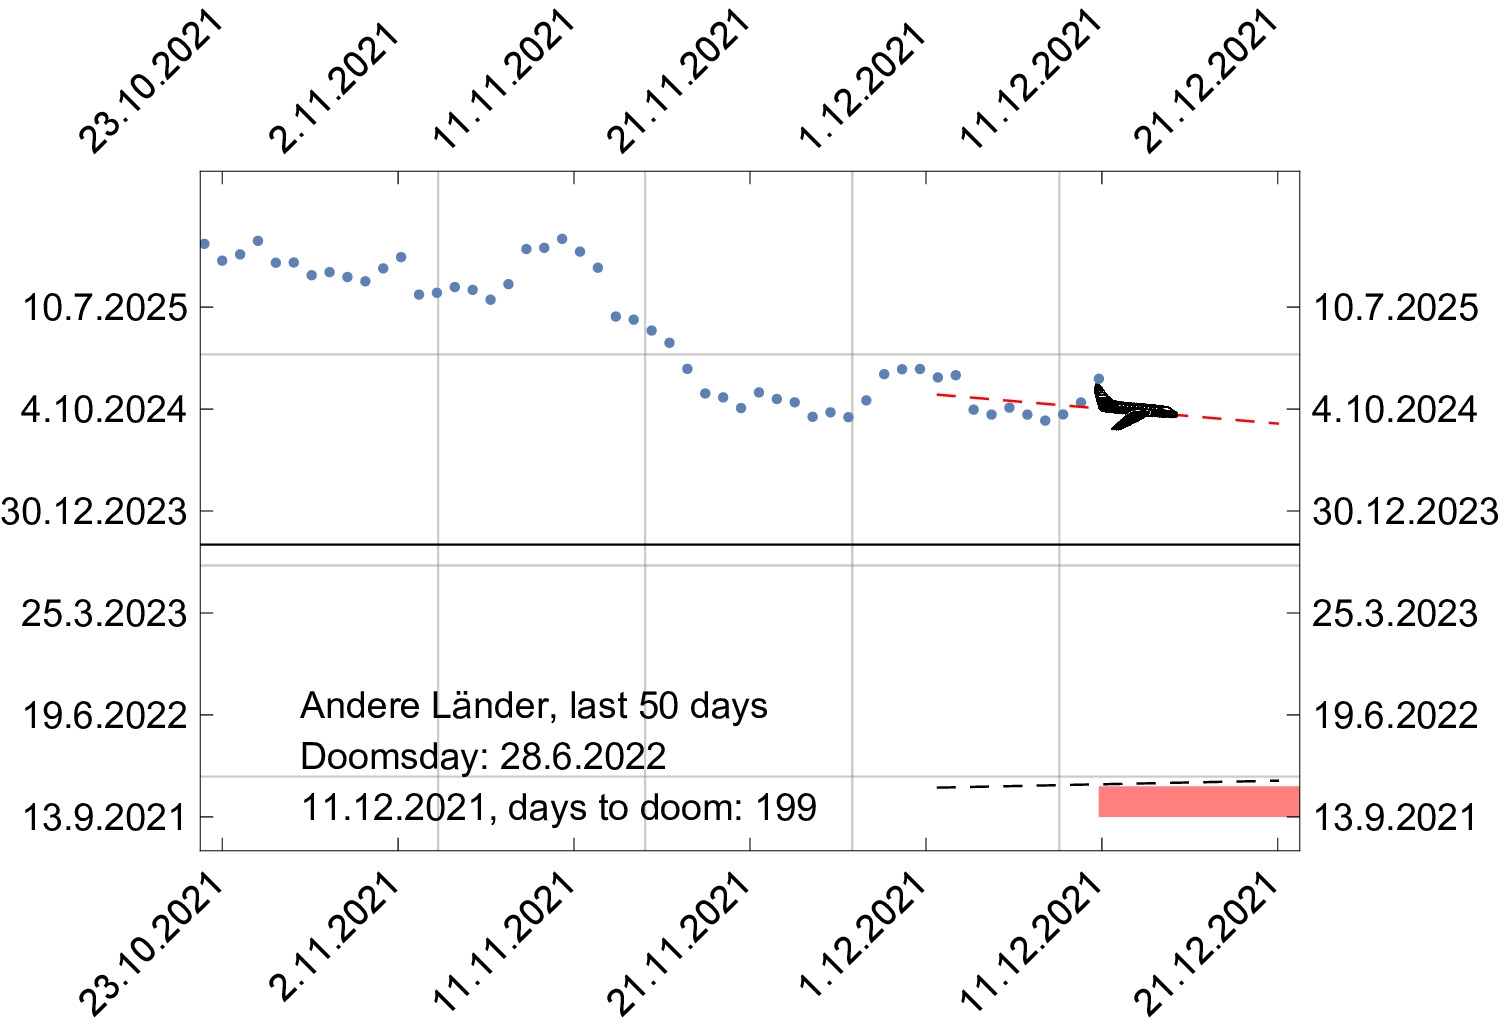 23.10.2021 2.11.2021 11.11.2021 21.11.2021 1.12.2021 11.12.2021 21.12.2021
10.7.2025 10.7.2025
4.10.2024 4.10.2024
30.12.2023 30.12.2023
25.3.2023 25.3.2023
Andere Länder, last 50 days
19.6.2022 19.6.2022
Doomsday: 28.6.2022
11.12.2021, days to doom: 199
13.9.2021 13.9.2021
23.10.2021 2.11.2021 11.11.2021 21.11.2021 1.12.2021 11.12.2021 21.12.2021